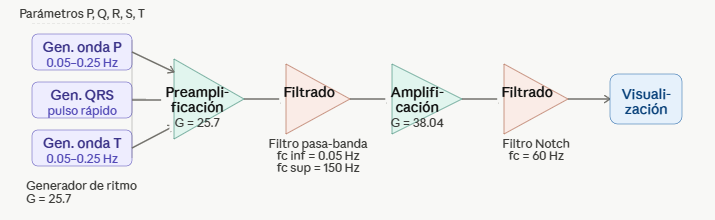 Parámetros P, Q, R, S, T
Gen. onda P
0.05–0.25 Hz
Gen. QRS
pulso rápido
Gen. onda T
0.05–0.25 Hz
Generador de ritmo
G = 25.7
Preampli-
ficación
G = 25.7
Filtrado
Filtro pasa-banda
fc inf = 0.05 Hz
fc sup = 150 Hz
Amplifi-
cación
G = 38.04
Filtrado
Filtro Notch
fc = 60 Hz
Visuali-
zación